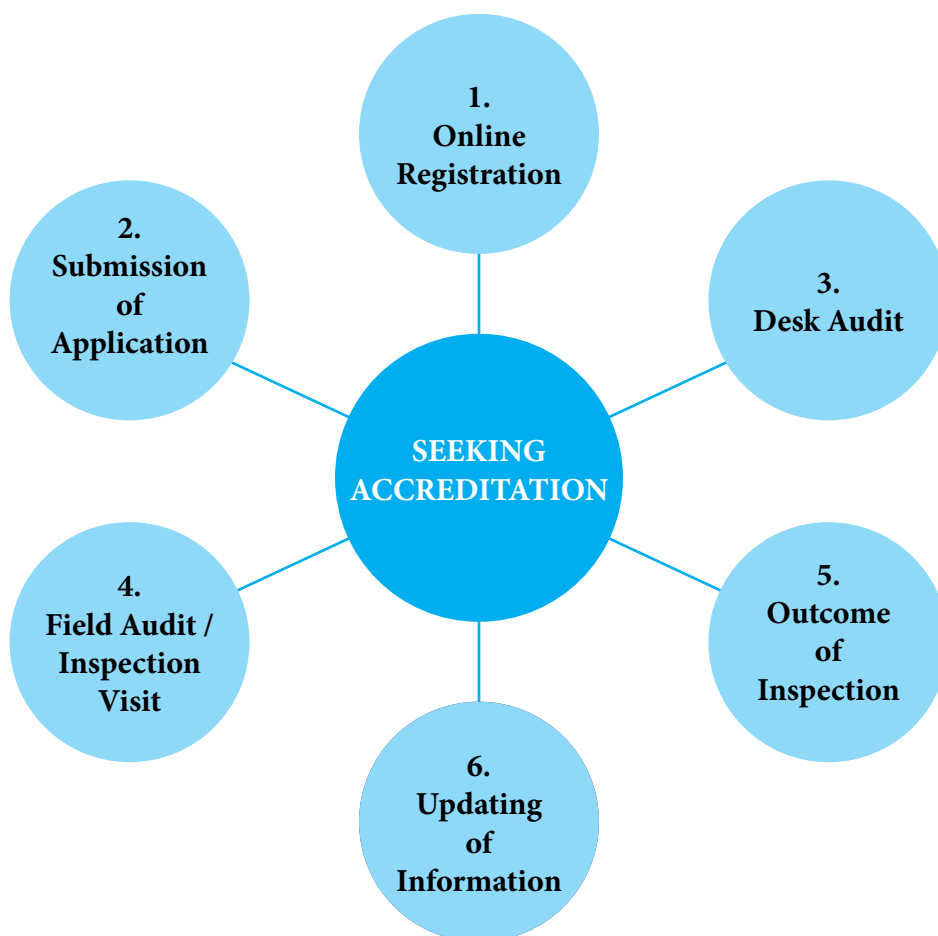 1.
Online
Registration
2.
Submission
of
Application
3.
Desk Audit
SEEKING
ACCREDITATION
4.
Field Audit /
Inspection
Visit
5.
Outcome
of
Inspection
6.
Updating
of
Information